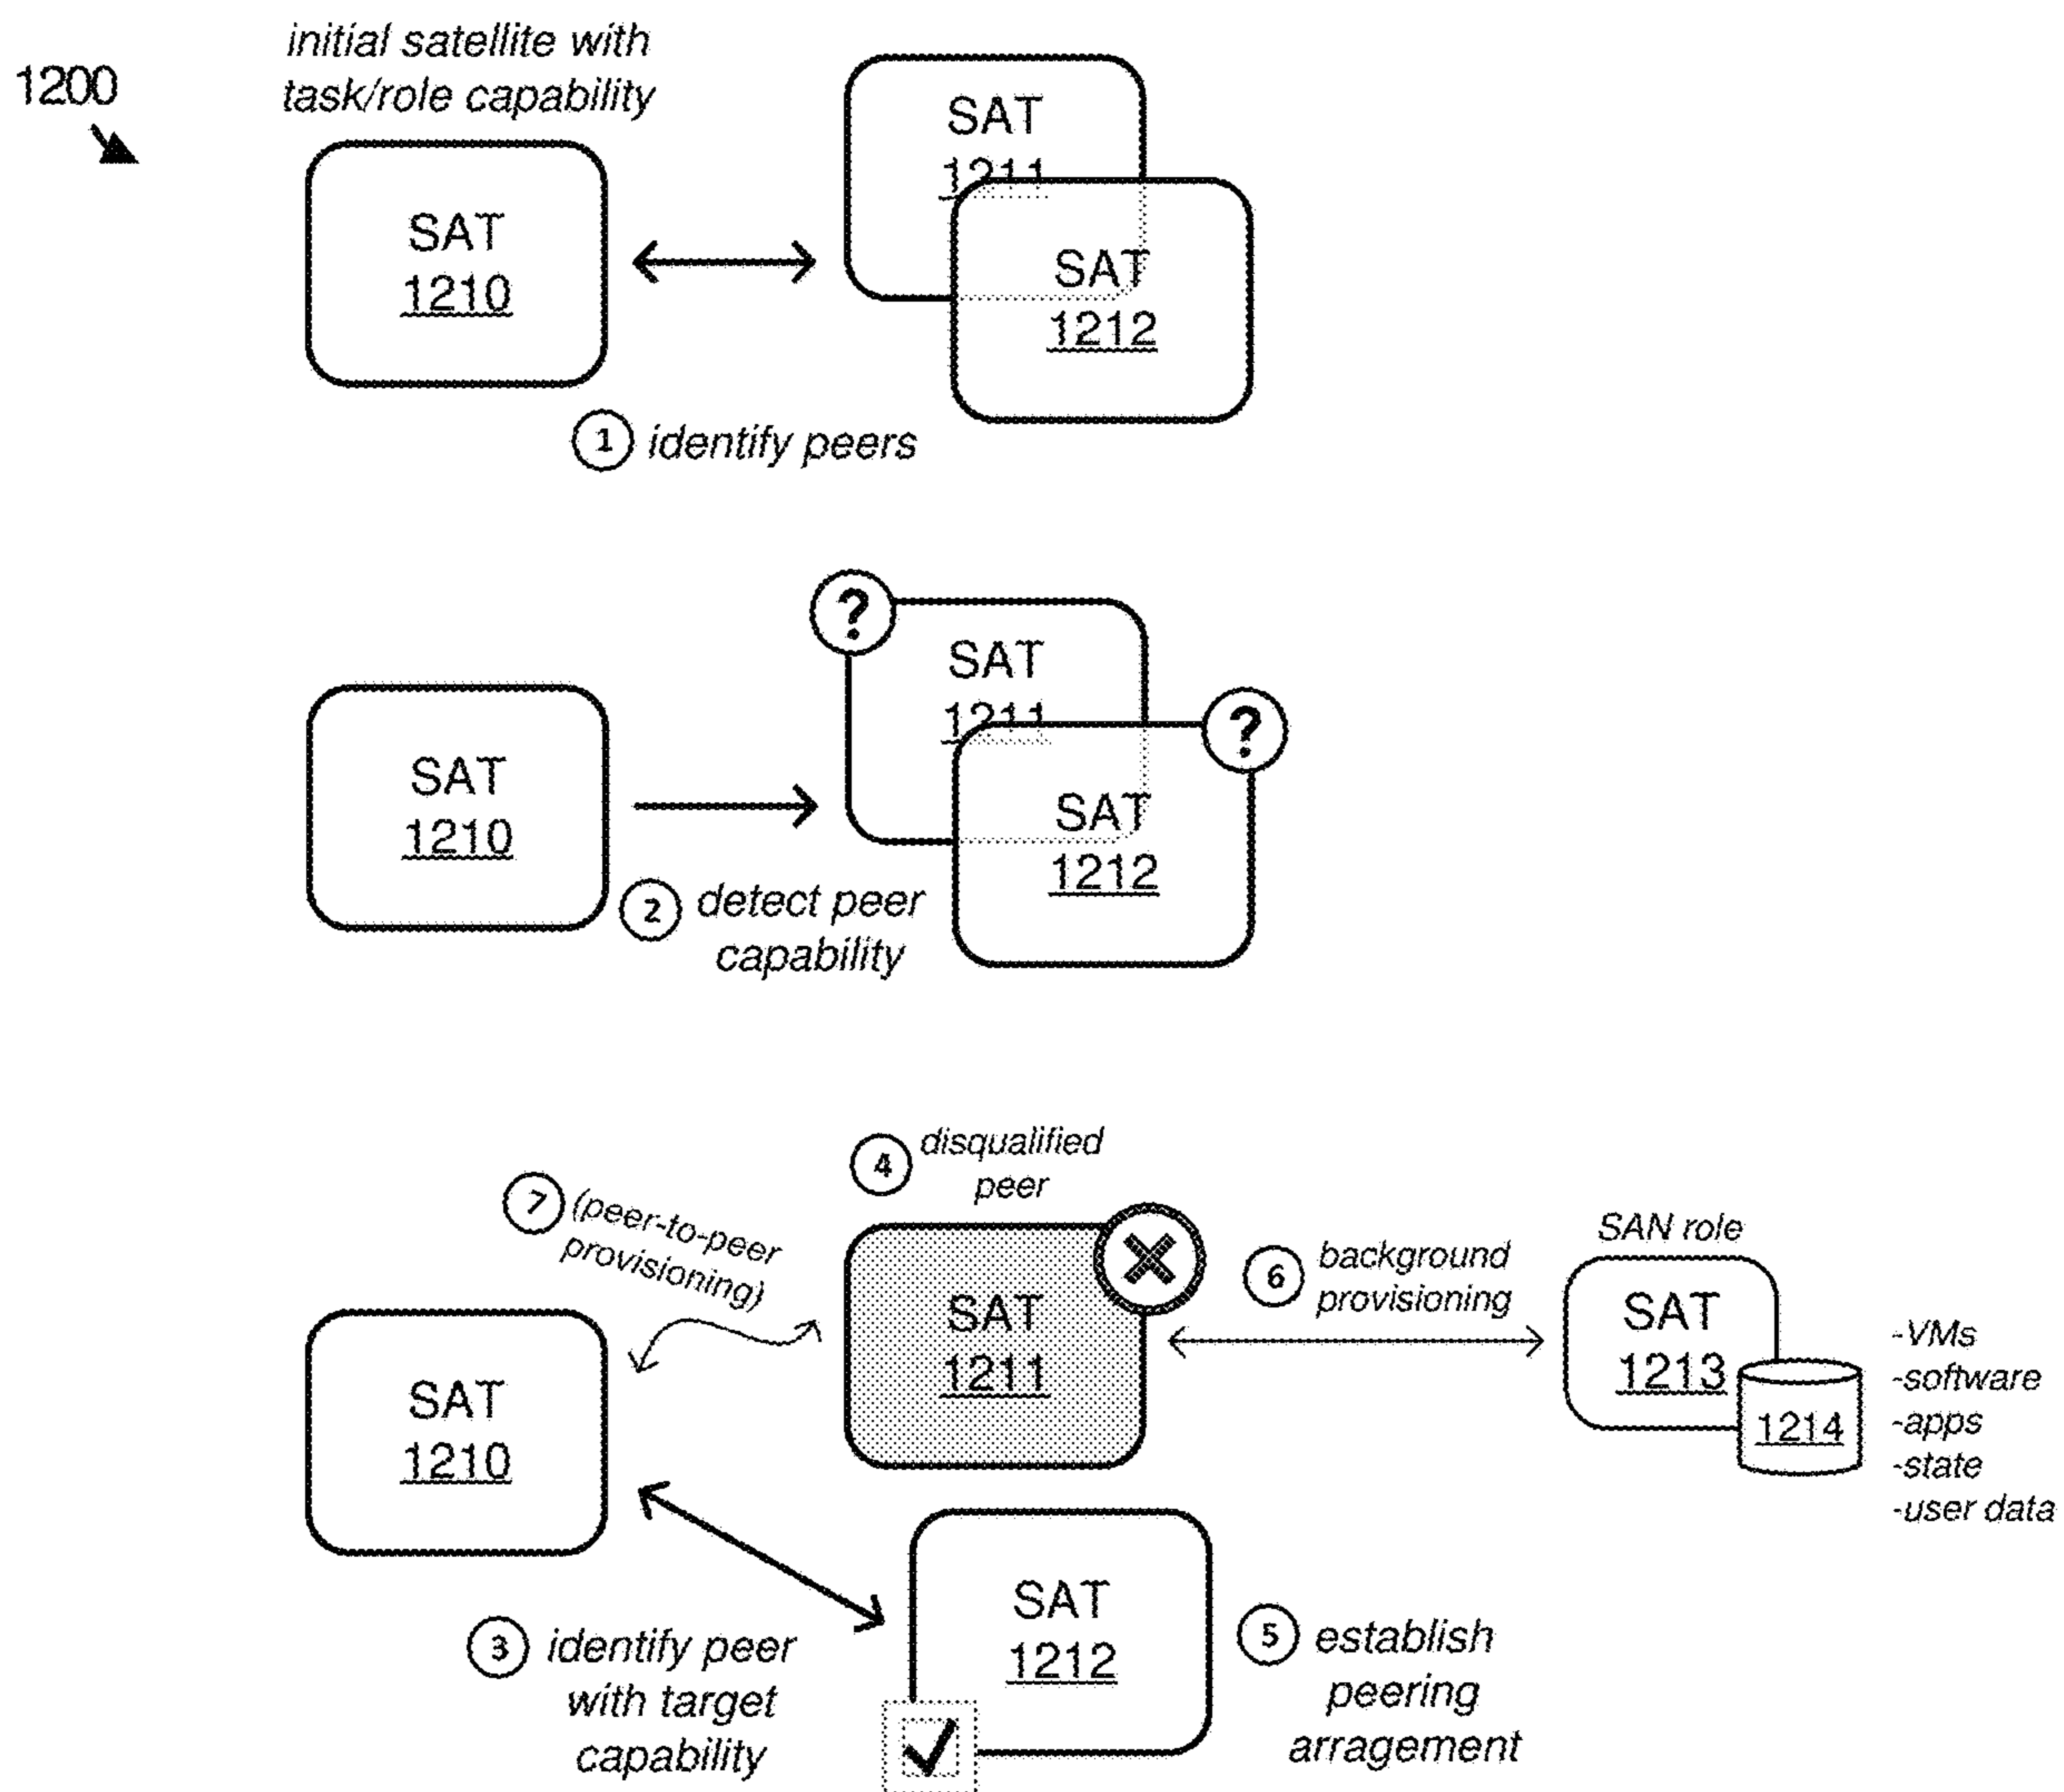 1200
initial satellite with
task/role capability
SAT
1210
SAT
1211
SAT
1212
1 identify peers
SAT
1210
?
SAT
1211
?
SAT
1212
2 detect peer
capability
7 (peer-to-peer
provisioning)
4 disqualified
peer
SAT
1211
6 background
provisioning
SAN role
SAT
1213
1214
-VMs
-software
-apps
-state
-user data
SAT
1210
3 identify peer
with target
capability
SAT
1212
5 establish
peering
arragement